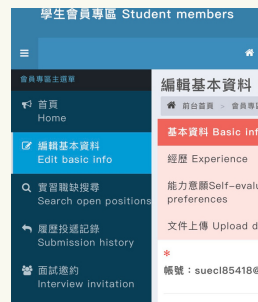 學生會員專區 Student members
會員專區主選單
首頁
Home
編輯基本資料
Edit basic info
實習職缺搜尋
Search open positions
履歷投遞記錄
Submission history
面試邀約
Interview invitation
編輯基本資料
前台首頁 會員專
基本資料 Basic inf
經歷 Experience
能力意願Self-evalu
preferences
文件上傳 Upload d
*
帳號：suecl85418@